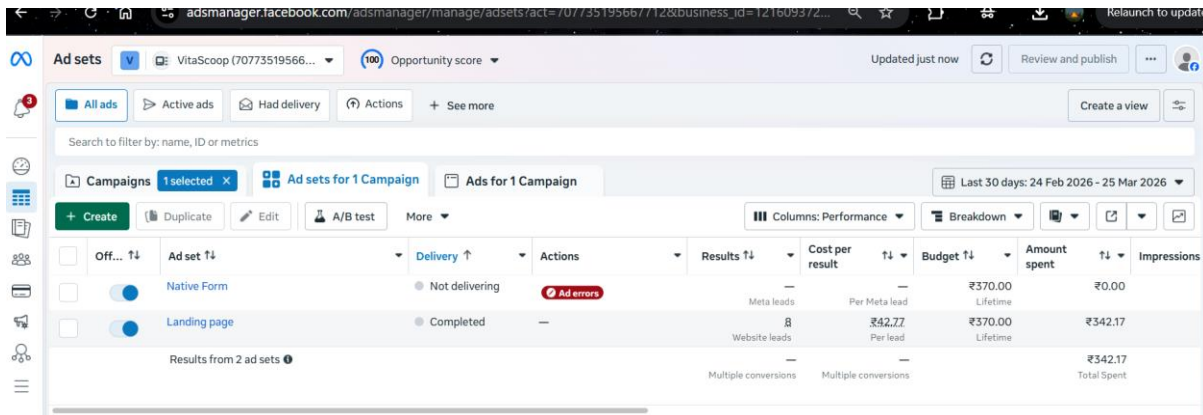 adsmanager.facebook.com/adsmanager/manage/adsets?act=707735195667712&business_id=121609372... Relaunch to update
Ad sets V VitaScoop (70773519566... 100 Opportunity score Updated just now Review and publish ...
3
All ads Active ads Had delivery Actions + See more Create a view
Search to filter by: name, ID or metrics
Campaigns 1 selected × Ad sets for 1 Campaign Ads for 1 Campaign Last 30 days: 24 Feb 2026 - 25 Mar 2026
+ Create Duplicate Edit A/B test More Columns: Performance Breakdown
Off... Ad set Delivery ↑ Actions Results Cost per result Budget Amount spent Impressions
Native Form Not delivering Ad errors — — ₹370.00 ₹0.00
Meta leads Per Meta lead Lifetime
Landing page Completed — 8 ₹42.77 ₹370.00 ₹342.17
Website leads Per lead Lifetime
Results from 2 ad sets — — ₹342.17
Multiple conversions Multiple conversions Total Spent